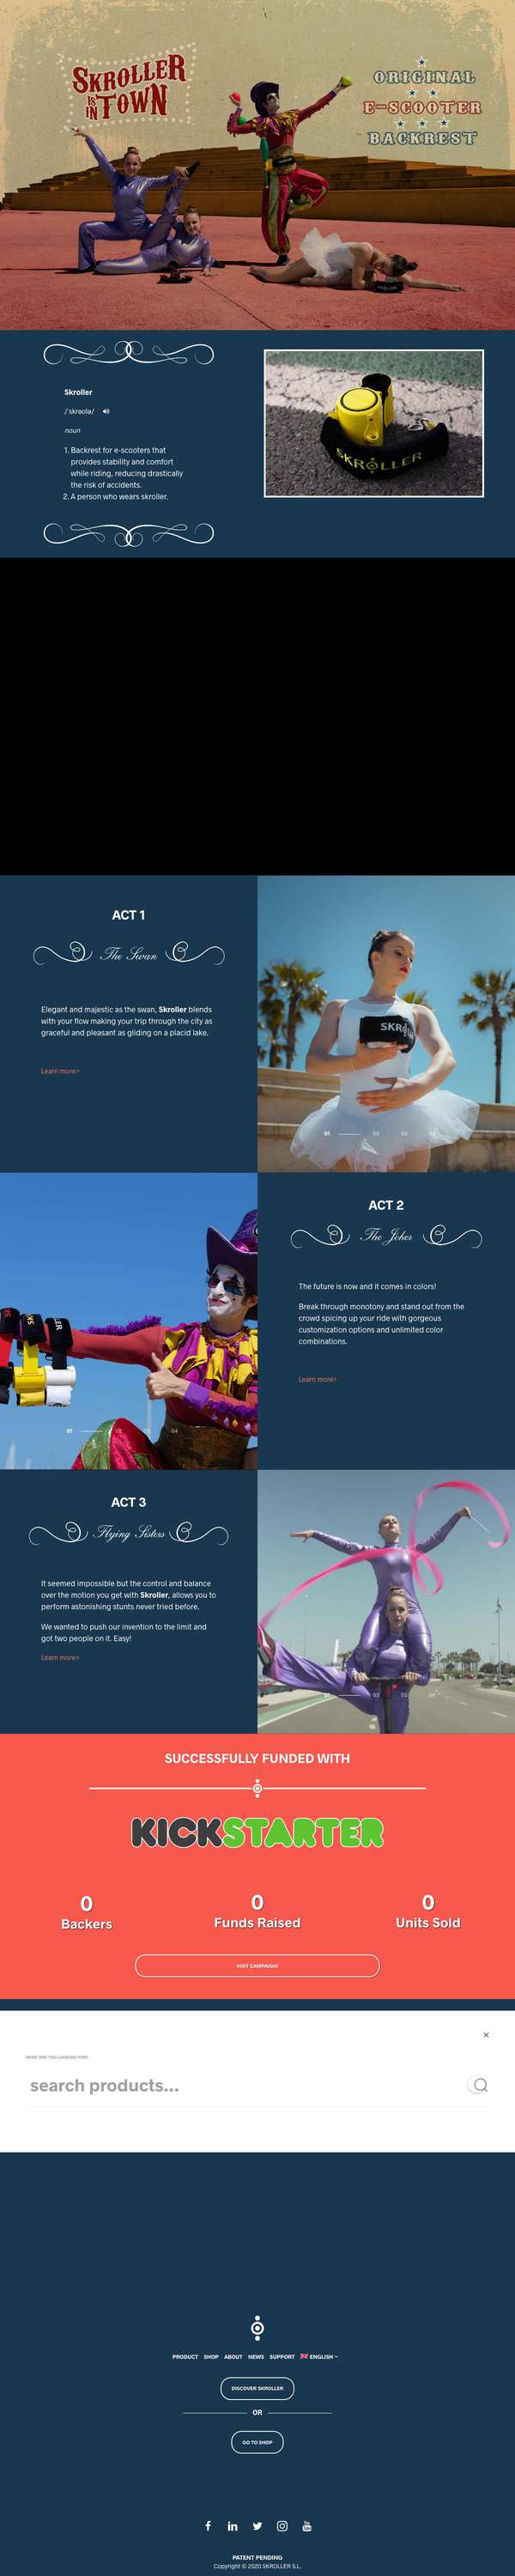 SKROLLER
IS
IN TOWN
ORIGINAL
E-SCOOTER
BACKREST
SKROLLER
Skroller
/ˈskrəʊlə/
noun
1. Backrest for e-scooters that
provides stability and comfort
while riding, reducing drastically
the risk of accidents.
2. A person who wears skroller.
SKROLLER
ACT 1
The Swan
Elegant and majestic as the swan, Skroller blends
with your flow making your trip through the city as
graceful and pleasant as gliding on a placid lake.
Learn more>
SKR
01 02 03 04
ACT 2
The Joker
The future is now and it comes in colors!
Break through monotony and stand out from the
crowd spicing up your ride with gorgeous
customization options and unlimited color
combinations.
Learn more>
01 02 03 04
ACT 3
Flying Sisters
It seemed impossible but the control and balance
over the motion you get with Skroller, allows you to
perform astonishing stunts never tried before.
We wanted to push our invention to the limit and
got two people on it. Easy!
Learn more>
01 02 03 04
SUCCESSFULLY FUNDED WITH
KICKSTARTER
0 0 0
Backers Funds Raised Units Sold
VISIT CAMPAIGN!
×
WHAT ARE YOU LOOKING FOR?
search products...
PRODUCT SHOP ABOUT NEWS SUPPORT ENGLISH
DISCOVER SKROLLER
OR
GO TO SHOP
PATENT PENDING
Copyright © 2020 SKROLLER S.L.